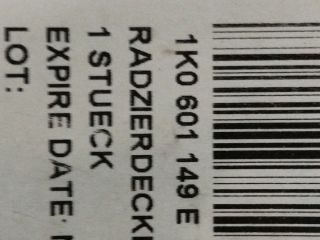 1K0 601 149 E
RADZIERDECK
1 STUECK
EXPIRE DATE:
LOT: